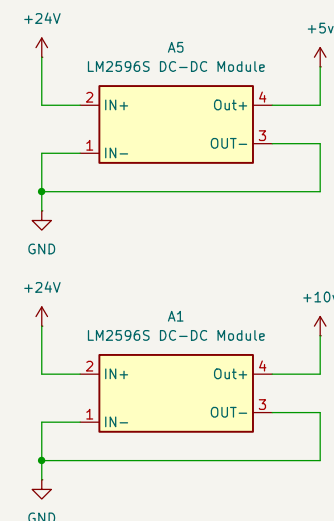 +24V
+5v
A5
LM2596S DC-DC Module
2 IN+ Out+ 4
1 IN- OUT- 3
GND
+24V
+10v
A1
LM2596S DC-DC Module
2 IN+ Out+ 4
1 IN- OUT- 3
GND